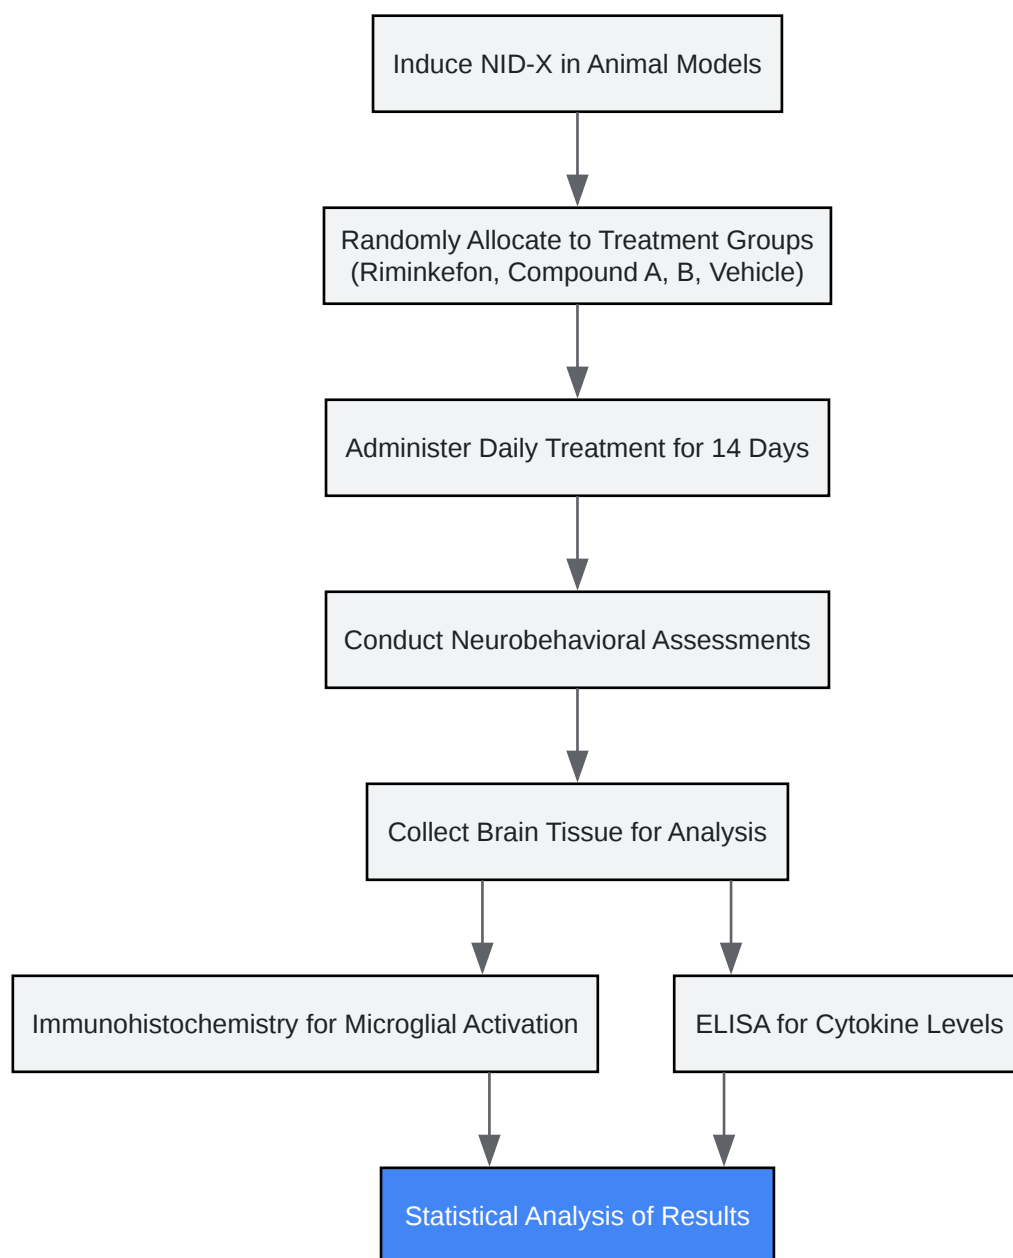 Induce NID-X in Animal Models
Randomly Allocate to Treatment Groups
(Riminkefon, Compound A, B, Vehicle)
Administer Daily Treatment for 14 Days
Conduct Neurobehavioral Assessments
Collect Brain Tissue for Analysis
Immunohistochemistry for Microglial Activation
ELISA for Cytokine Levels
Statistical Analysis of Results